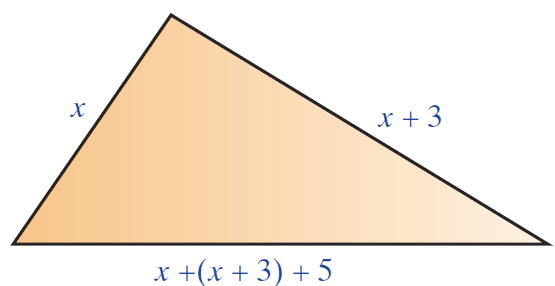 x
x + 3
x +(x + 3) + 5